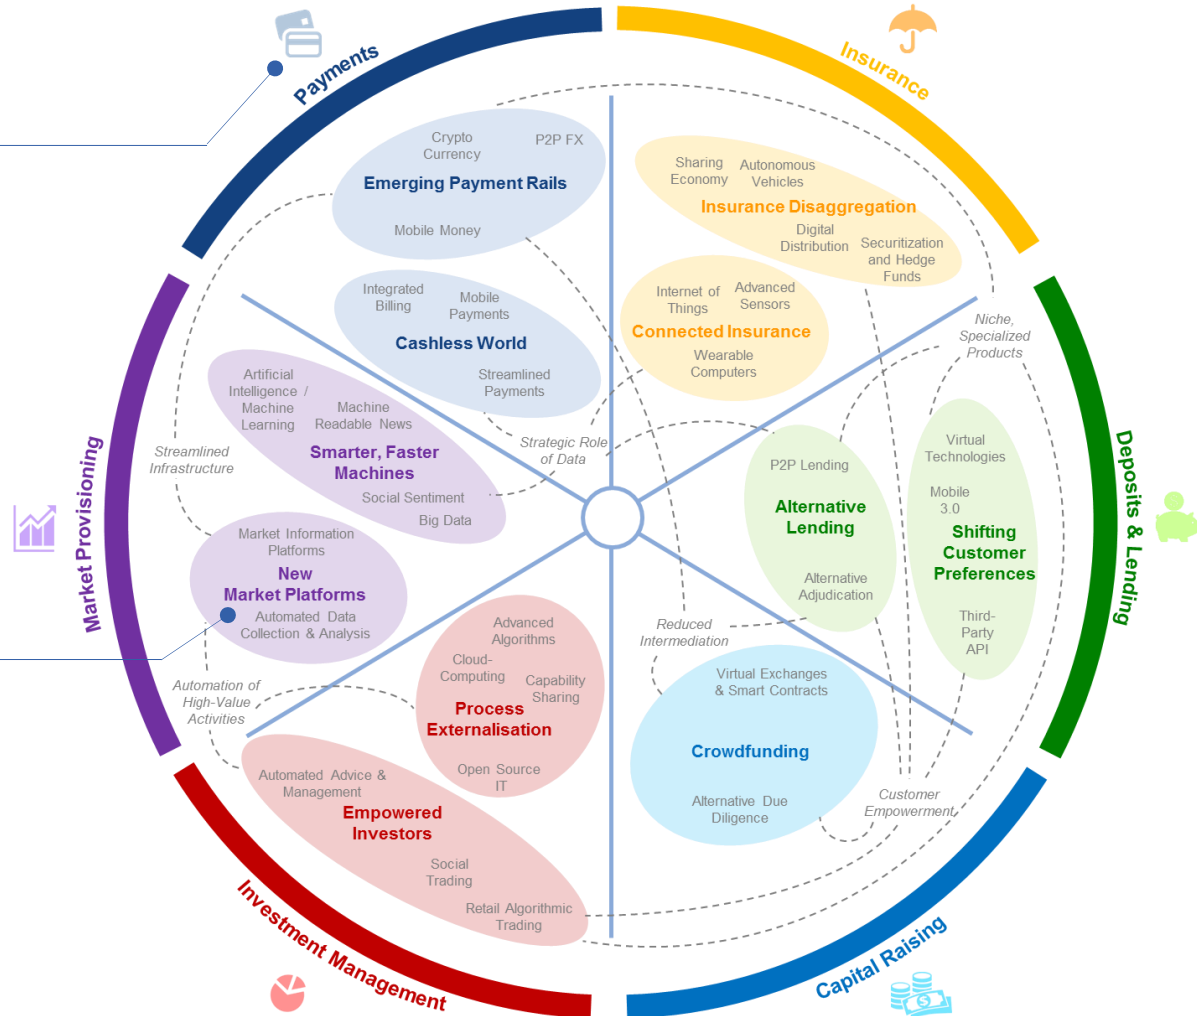 Payments
Insurance
Crypto
Currency
P2P FX
Emerging Payment Rails
Mobile Money
Sharing
Economy
Autonomous
Vehicles
Insurance Disaggregation
Digital
Distribution
Securitization
and Hedge
Funds
Integrated
Billing
Mobile
Payments
Cashless World
Streamlined
Payments
Internet of
Things
Advanced
Sensors
Connected Insurance
Wearable
Computers
Niche,
Specialized
Products
Artificial
Intelligence /
Machine
Learning
Machine
Readable News
Smarter, Faster
Machines
Social Sentiment
Big Data
Streamlined
Infrastructure
Strategic Role
of Data
Market Provisioning
Market Information
Platforms
New
Market Platforms
Automated Data
Collection & Analysis
P2P Lending
Alternative
Lending
Alternative
Adjudication
Virtual
Technologies
Mobile
3.0
Shifting
Customer
Preferences
Third-
Party
API
Deposits & Lending
Automation of
High-Value
Activities
Advanced
Algorithms
Cloud-
Computing
Capability
Sharing
Process
Externalisation
Open Source
IT
Reduced
Intermediation
Virtual Exchanges
& Smart Contracts
Crowdfunding
Alternative Due
Diligence
Customer
Empowerment
Automated Advice &
Management
Empowered
Investors
Social
Trading
Retail Algorithmic
Trading
Investment Management
Capital Raising
$